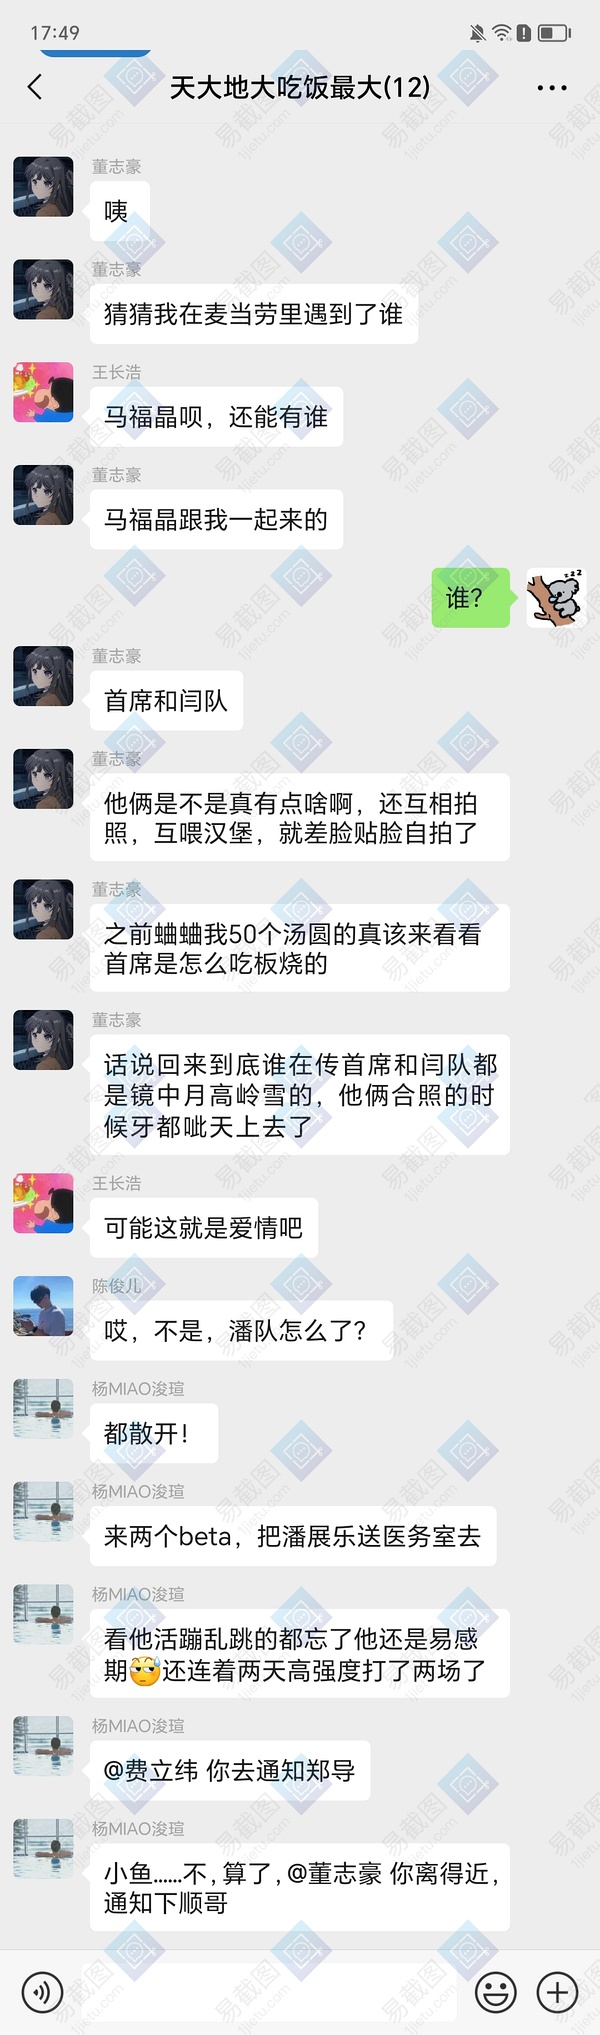 17:49
天大地大吃饭最大(12)
董志豪
咦
董志豪
猜猜我在麦当劳里遇到了谁
王长浩
马福晶呗，还能有谁
董志豪
马福晶跟我一起来的
谁？
董志豪
首席和闫队
董志豪
他俩是不是真有点啥啊，还互相拍
照，互喂汉堡，就差脸贴脸自拍了
董志豪
之前蛐蛐我50个汤圆的真该来看看
首席是怎么吃板烧的
董志豪
话说回来到底谁在传首席和闫队都
是镜中月高岭雪的，他俩合照的时
候牙都呲天上去了
王长浩
可能这就是爱情吧
陈俊儿
哎，不是，潘队怎么了？
杨MIAO浚瑄
都散开！
杨MIAO浚瑄
来两个beta，把潘展乐送医务室去
杨MIAO浚瑄
看他活蹦乱跳的都忘了他还是易感
期😓还连着两天高强度打了两场了
杨MIAO浚瑄
@费立纬 你去通知郑导
杨MIAO浚瑄
小鱼……不，算了，@董志豪 你离得近，
通知下顺哥
易截图
yijietu.com